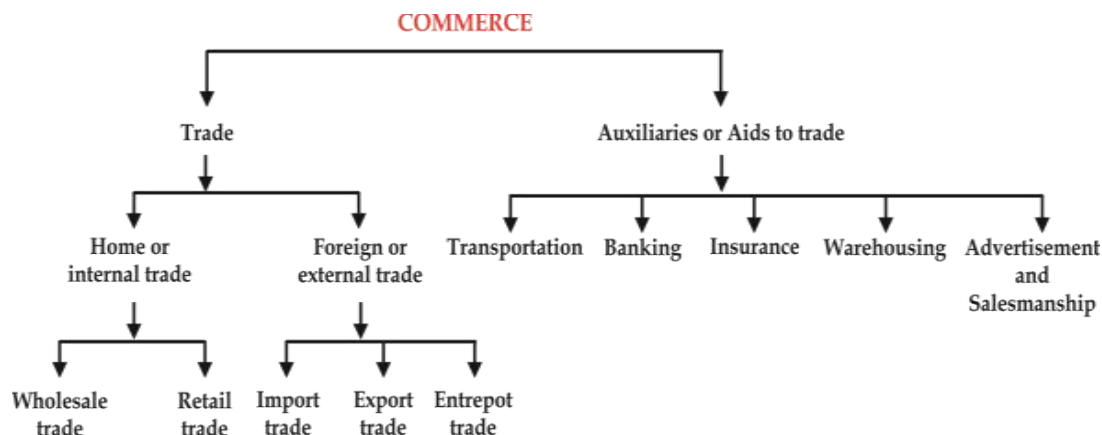 COMMERCE
Trade
Auxiliaries or Aids to trade
Home or
internal trade
Foreign or
external trade
Transportation
Banking
Insurance
Warehousing
Advertisement
and
Salesmanship
Wholesale
trade
Retail
trade
Import
trade
Export
trade
Entrepot
trade